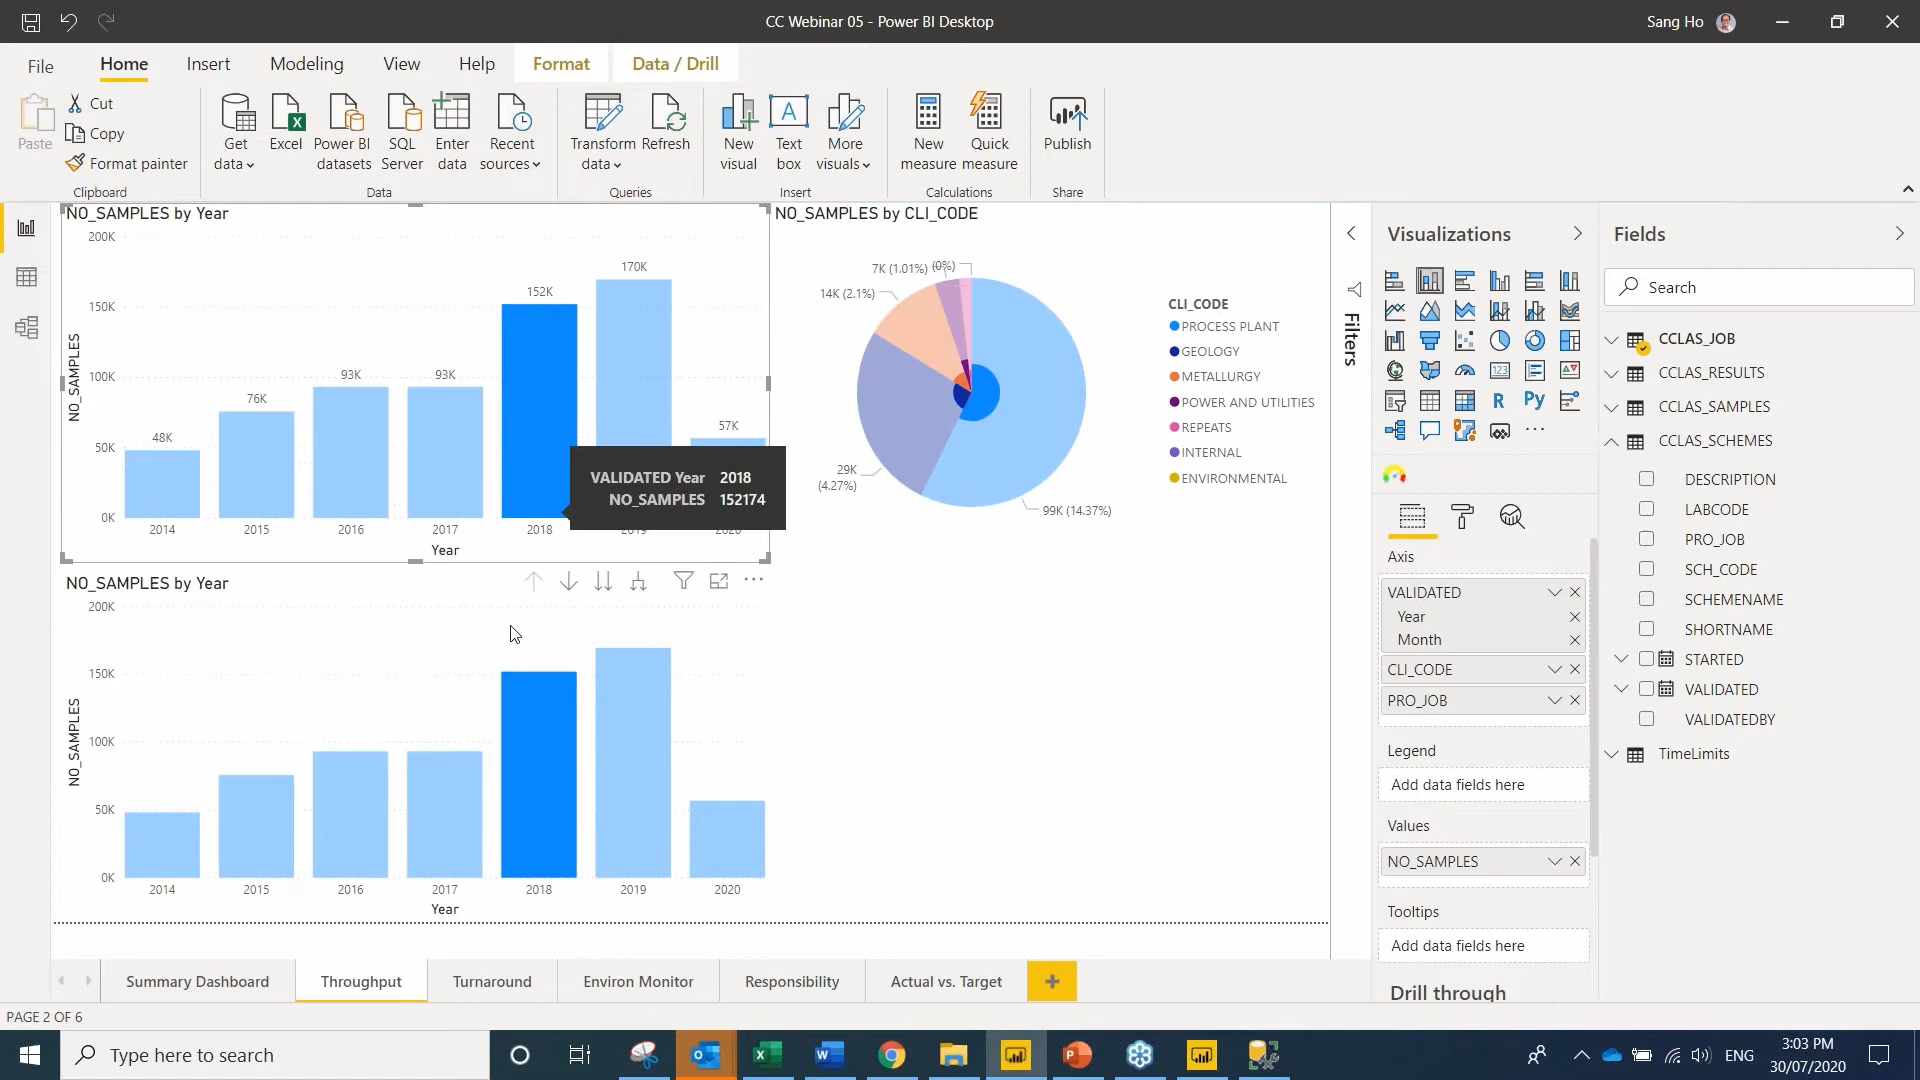 CC Webinar 05 - Power BI Desktop
Sang Ho
File
Home
Insert
Modeling
View
Help
Format
Data / Drill
Paste
Cut
Copy
Format painter
Clipboard
Get
data
Excel
Power BI
datasets
SQL
Server
Enter
data
Recent
sources
Data
Transform
data
Refresh
Queries
New
visual
Text
box
More
visuals
Insert
New
measure
Quick
measure
Calculations
Publish
Share
NO_SAMPLES by Year
200K
150K
100K
50K
0K
NO_SAMPLES
48K
76K
93K
93K
152K
170K
57K
2014
2015
2016
2017
2018
2019
2020
Year
VALIDATED Year 2018
NO_SAMPLES 152174
NO_SAMPLES by CLI_CODE
7K (1.01%)
(0%)
14K (2.1%)
29K
(4.27%)
99K (14.37%)
CLI_CODE
PROCESS PLANT
GEOLOGY
METALLURGY
POWER AND UTILITIES
REPEATS
INTERNAL
ENVIRONMENTAL
NO_SAMPLES by Year
200K
150K
100K
50K
0K
NO_SAMPLES
2014
2015
2016
2017
2018
2019
2020
Year
Filters
Visualizations
R
Py
123
Axis
VALIDATED
Year
Month
CLI_CODE
PRO_JOB
Legend
Add data fields here
Values
NO_SAMPLES
Tooltips
Add data fields here
Drill through
Fields
Search
CCLAS_JOB
CCLAS_RESULTS
CCLAS_SAMPLES
CCLAS_SCHEMES
DESCRIPTION
LABCODE
PRO_JOB
SCH_CODE
SCHEMENAME
SHORTNAME
STARTED
VALIDATED
VALIDATEDBY
TimeLimits
Summary Dashboard
Throughput
Turnaround
Environ Monitor
Responsibility
Actual vs. Target
PAGE 2 OF 6
Type here to search
ENG
3:03 PM
30/07/2020